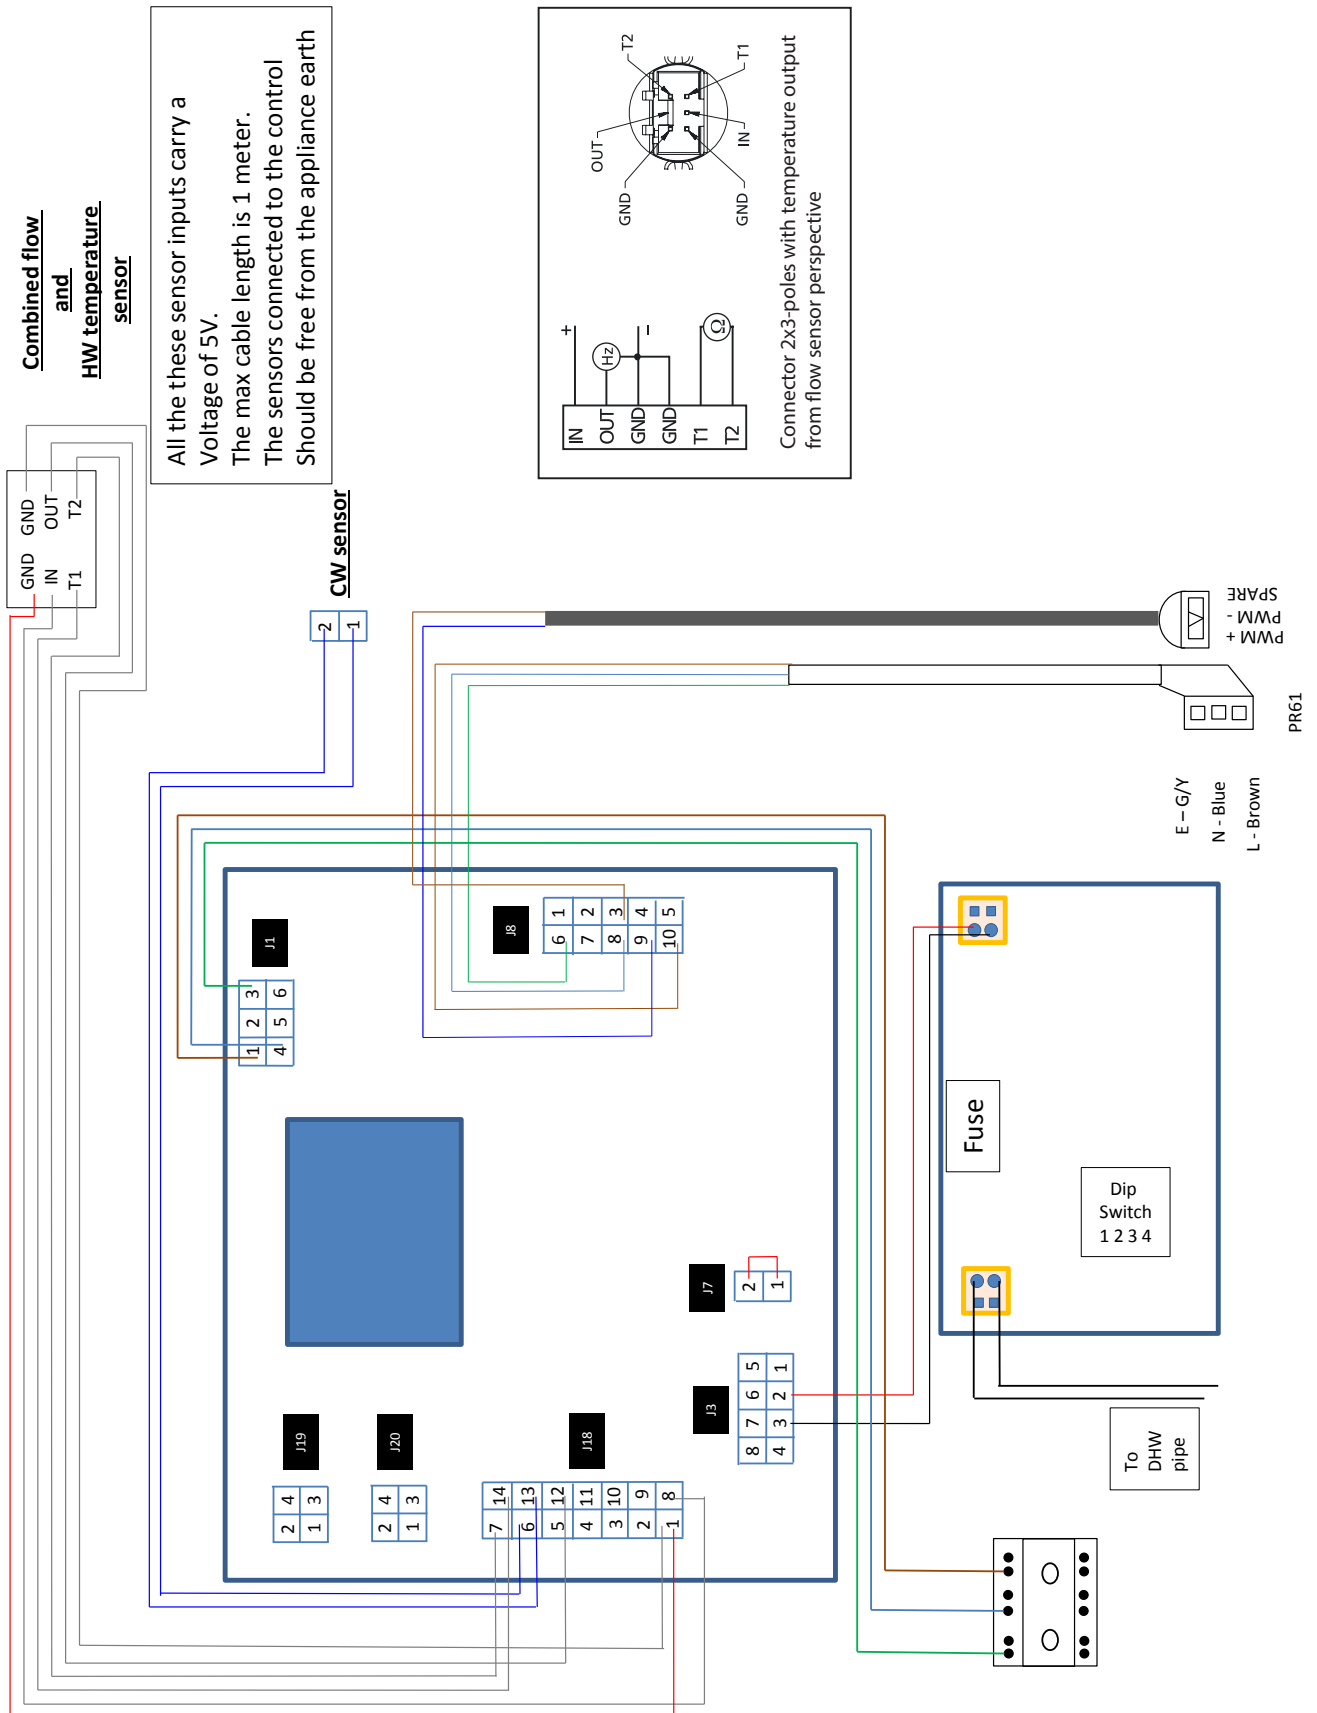 Combined flow
and
HW temperature
sensor
GND GND
IN OUT
T1 T2
All the these sensor inputs carry a
Voltage of 5V.
The max cable length is 1 meter.
The sensors connected to the control
Should be free from the appliance earth
CW sensor
2
1
IN
OUT
GND
GND
T1
T2
+
Hz
-
Ω
GND
OUT
T2
GND
IN
T1
Connector 2x3-poles with temperature output
from flow sensor perspective
J1
1 2 3
4 5 6
J19
2 4
1 3
J20
2 4
1 3
J18
7 14
6 13
5 12
4 11
3 10
2 9
1 8
J8
6 1
7 2
8 3
9 4
10 5
J7
2
1
J3
8 7 6 5
4 3 2 1
PWM +
PWM -
SPARE
PR61
E – G/Y
N - Blue
L - Brown
Fuse
Dip
Switch
1 2 3 4
To
DHW
pipe